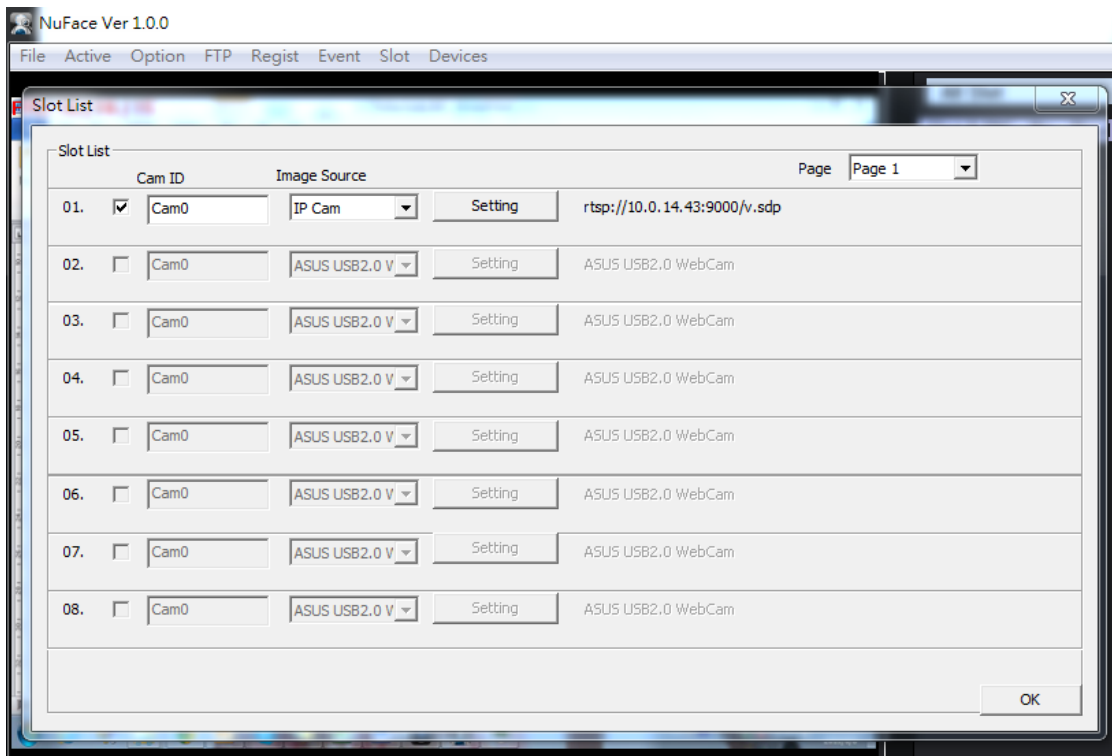 NuFace Ver 1.0.0
File Active Option FTP Regist Event Slot Devices
Slot List
Slot List
Page Page 1
Cam ID Image Source
01. Cam0 IP Cam Setting rtsp://10.0.14.43:9000/v.sdp
02. Cam0 ASUS USB2.0 V Setting ASUS USB2.0 WebCam
03. Cam0 ASUS USB2.0 V Setting ASUS USB2.0 WebCam
04. Cam0 ASUS USB2.0 V Setting ASUS USB2.0 WebCam
05. Cam0 ASUS USB2.0 V Setting ASUS USB2.0 WebCam
06. Cam0 ASUS USB2.0 V Setting ASUS USB2.0 WebCam
07. Cam0 ASUS USB2.0 V Setting ASUS USB2.0 WebCam
08. Cam0 ASUS USB2.0 V Setting ASUS USB2.0 WebCam
OK